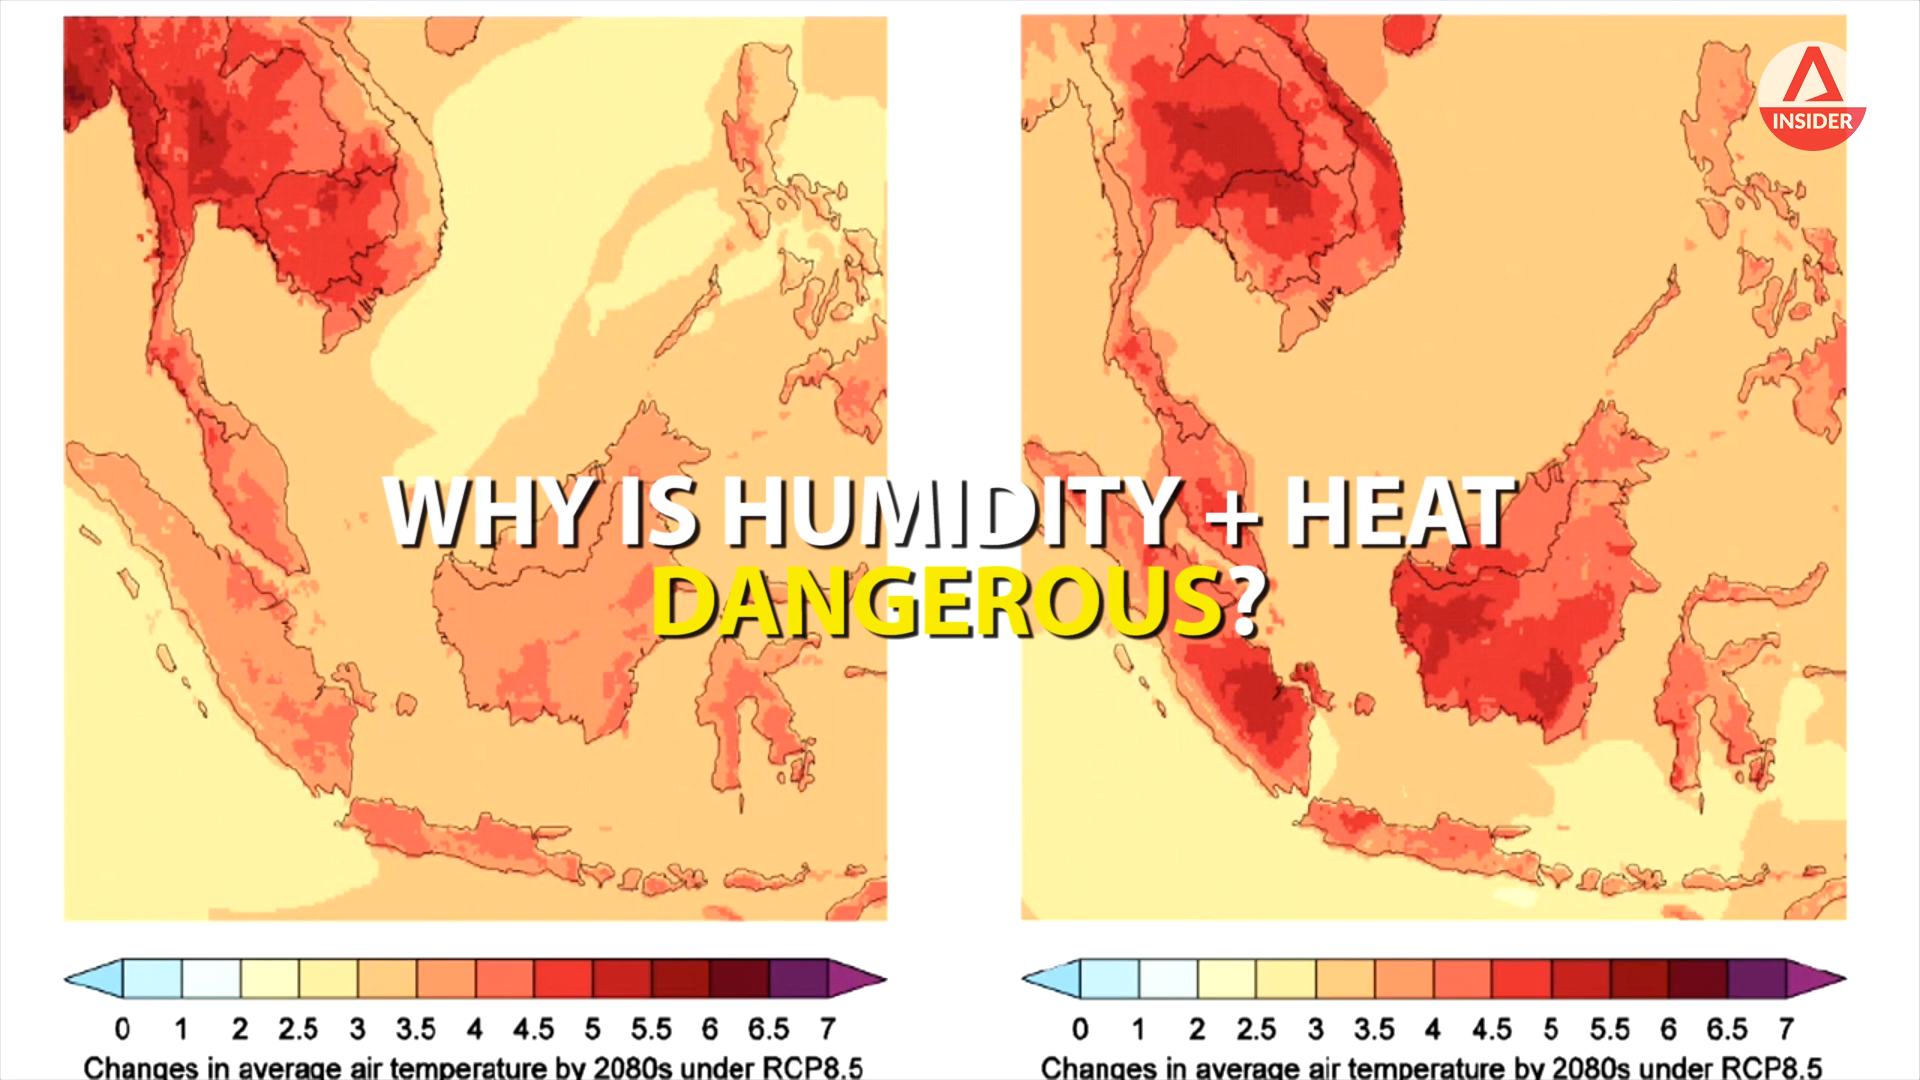 INSIDER
WHY IS HUMIDITY + HEAT
DANGEROUS?
0 1 2 2.5 3 3.5 4 4.5 5 5.5 6 6.5 7
Changes in average air temperature by 2080s under RCP8.5
0 1 2 2.5 3 3.5 4 4.5 5 5.5 6 6.5 7
Changes in average air temperature by 2080s under RCP8.5